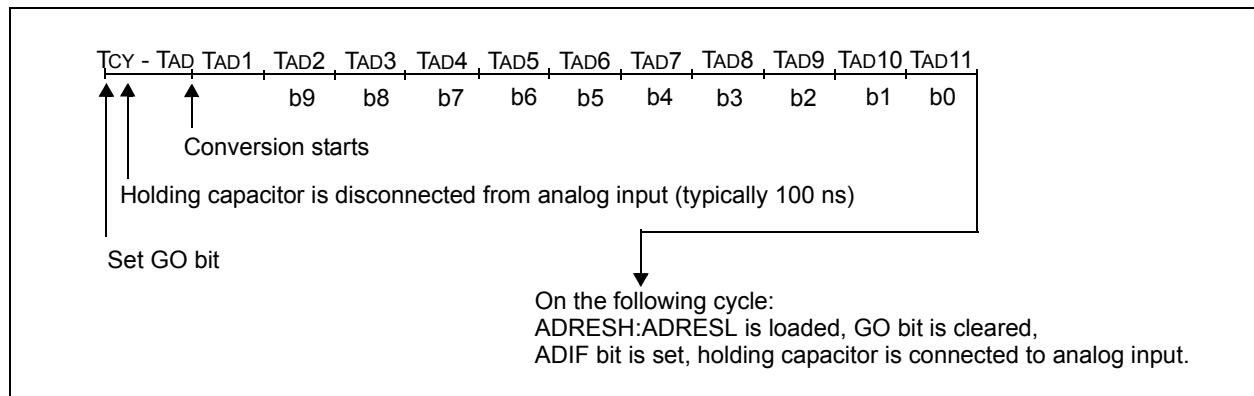 TCY - TAD TAD1 TAD2 TAD3 TAD4 TAD5 TAD6 TAD7 TAD8 TAD9 TAD10 TAD11
b9 b8 b7 b6 b5 b4 b3 b2 b1 b0
Conversion starts
Holding capacitor is disconnected from analog input (typically 100 ns)
Set GO bit
On the following cycle:
ADRESH:ADRESL is loaded, GO bit is cleared,
ADIF bit is set, holding capacitor is connected to analog input.